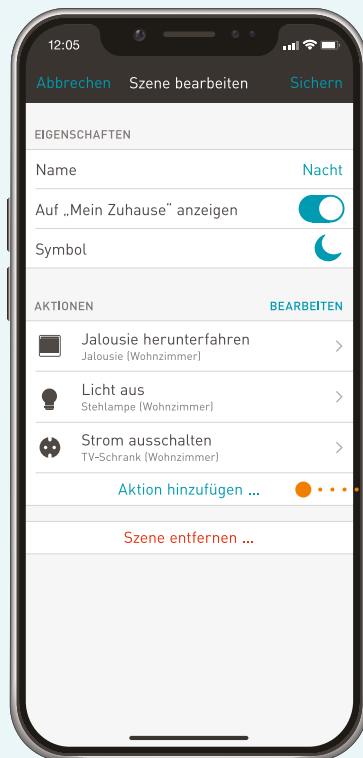 12:05
Abbrechen Szene bearbeiten Sichern
EIGENSCHAFTEN
Name Nacht
Auf „Mein Zuhause“ anzeigen
Symbol
AKTIONEN BEARBEITEN
Jalousie herunterfahren
Jalousie (Wohnzimmer)
Licht aus
Stehlampe (Wohnzimmer)
Strom ausschalten
TV-Schrank (Wohnzimmer)
Aktion hinzufügen ...
Szene entfernen ...